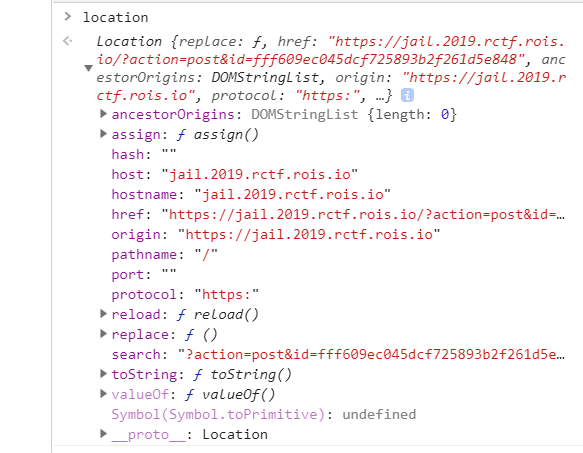 > location
Location {replace: ƒ, href: "https://jail.2019.rctf.rois.
io/?action=post&id=fff609ec045dcf725893b2f261d5e848", anc
estorOrigins: DOMStringList, origin: "https://jail.2019.r
ctf.rois.io", protocol: "https:", …} i
ancestorOrigins: DOMStringList {length: 0}
assign: ƒ assign()
hash: ""
host: "jail.2019.rctf.rois.io"
hostname: "jail.2019.rctf.rois.io"
href: "https://jail.2019.rctf.rois.io/?action=post&id=…
origin: "https://jail.2019.rctf.rois.io"
pathname: "/"
port: ""
protocol: "https:"
reload: ƒ reload()
replace: ƒ ()
search: "?action=post&id=fff609ec045dcf725893b2f261d5e…
toString: ƒ toString()
valueOf: ƒ valueOf()
Symbol(Symbol.toPrimitive): undefined
__proto__: Location